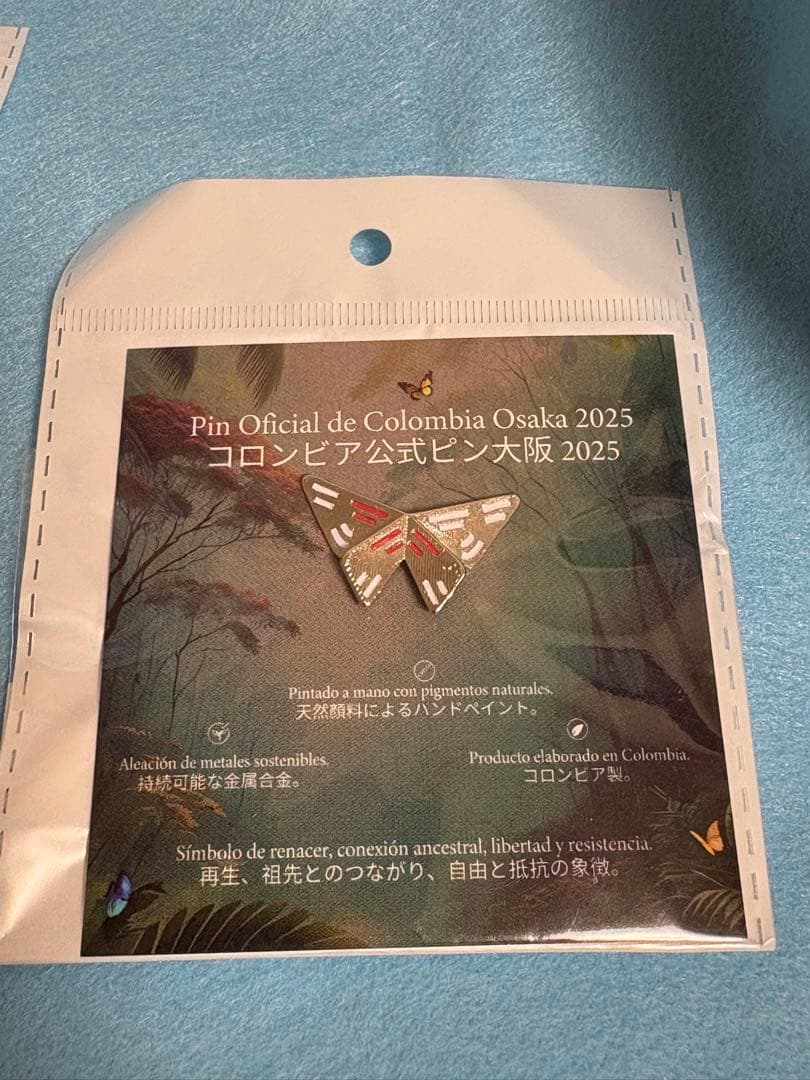 Pin Oficial de Colombia Osaka 2025
コロンビア公式ピン大阪 2025
Pintado a mano con pigmentos naturales.
天然顔料によるハンドペイント。
Aleación de metales sostenibles.
持続可能な金属合金。
Producto elaborado en Colombia.
コロンビア製。
Símbolo de renacer, conexión ancestral, libertad y resistencia.
再生、祖先とのつながり、自由と抵抗の象徴。